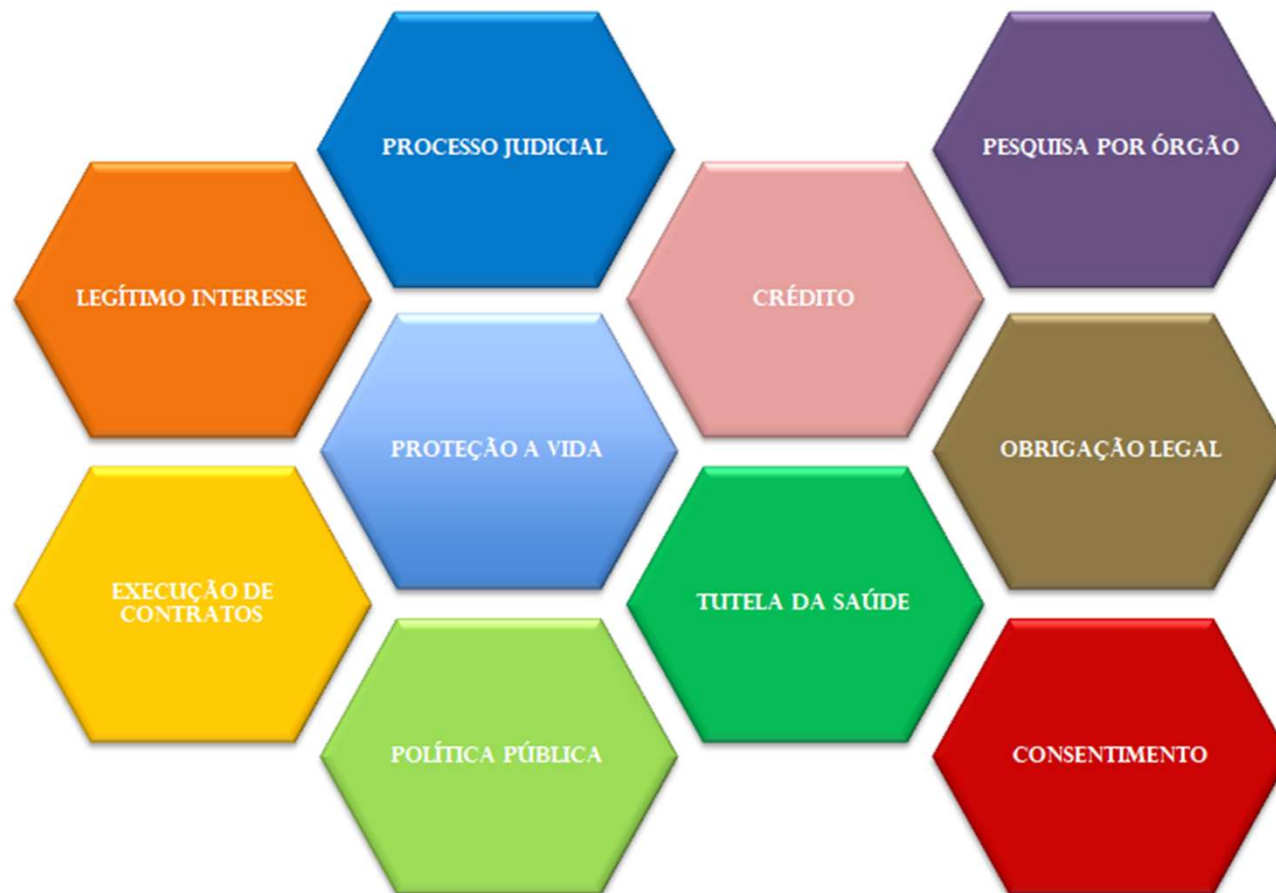 PROCESSO JUDICIAL
PESQUISA POR ÓRGÃO
LEGÍTIMO INTERESSE
CRÉDITO
PROTEÇÃO A VIDA
OBRIGAÇÃO LEGAL
EXECUÇÃO DE
CONTRATOS
TUTELA DA SAÚDE
POLÍTICA PÚBLICA
CONSENTIMENTO